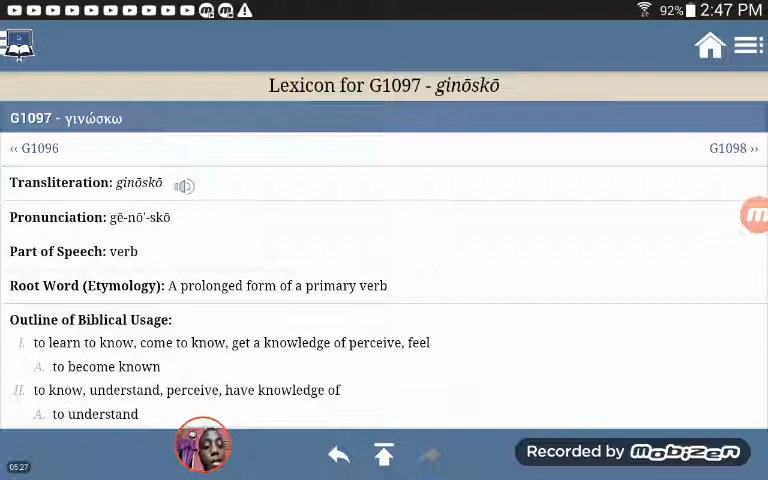 92% 2:47 PM
Lexicon for G1097 - ginōskō
G1097 - γινώσκω
‹‹ G1096 G1098 ››
Transliteration: ginōskō
Pronunciation: gē-nō'-skō
Part of Speech: verb
Root Word (Etymology): A prolonged form of a primary verb
Outline of Biblical Usage:
I. to learn to know, come to know, get a knowledge of perceive, feel
A. to become known
II. to know, understand, perceive, have knowledge of
A. to understand
05:27
Recorded by mobizen